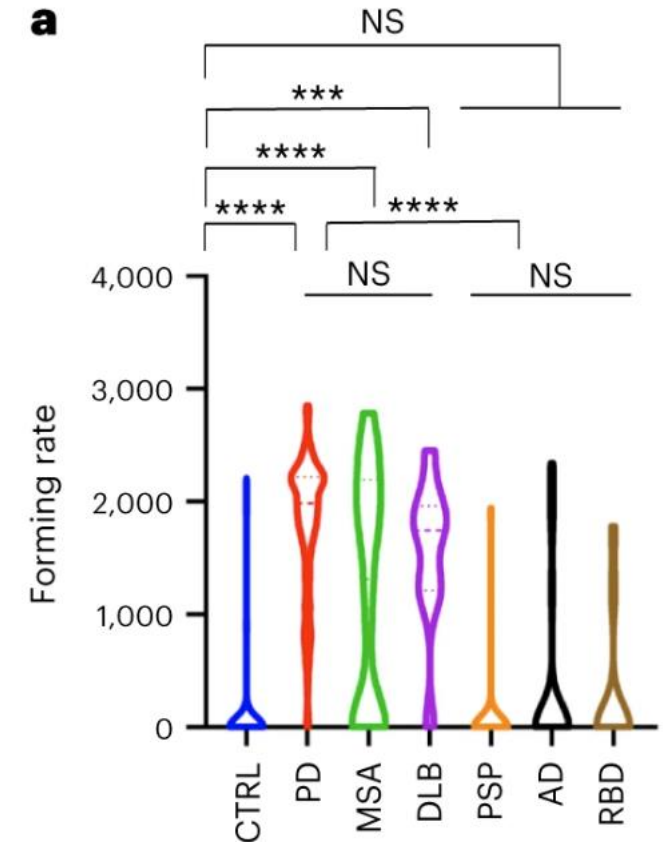 a
NS
***
****
**** ****
NS NS
4,000
3,000
2,000
1,000
0
Forming rate
CTRL PD MSA DLB PSP AD RBD